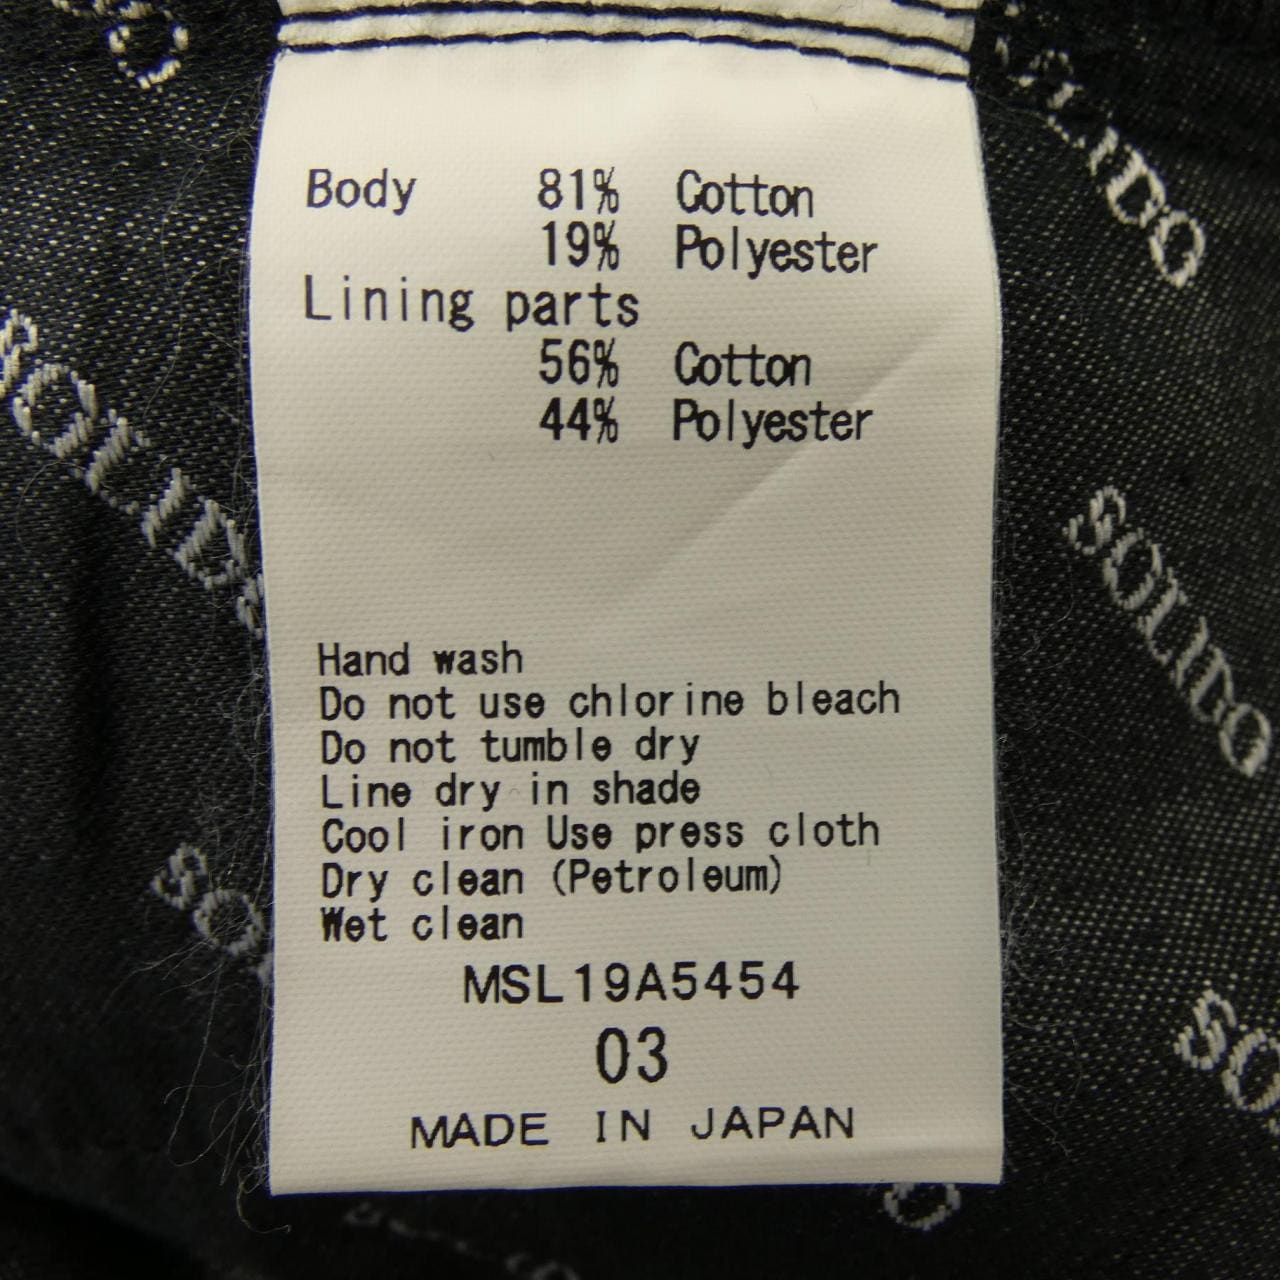 SOLIDO
Body 81% Cotton
19% Polyester
Lining parts
56% Cotton
44% Polyester
SOLIDO
SOLIDO
Hand wash
Do not use chlorine bleach
Do not tumble dry
Line dry in shade
Cool iron Use press cloth
Dry clean (Petroleum)
Wet clean
MSL19A5454
03
MADE IN JAPAN